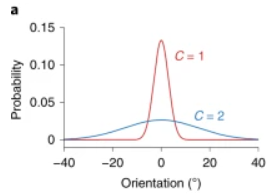 a
0.15
0.10
0.05
0
Probability
C = 1
C = 2
−40 −20 0 20 40
Orientation (°)